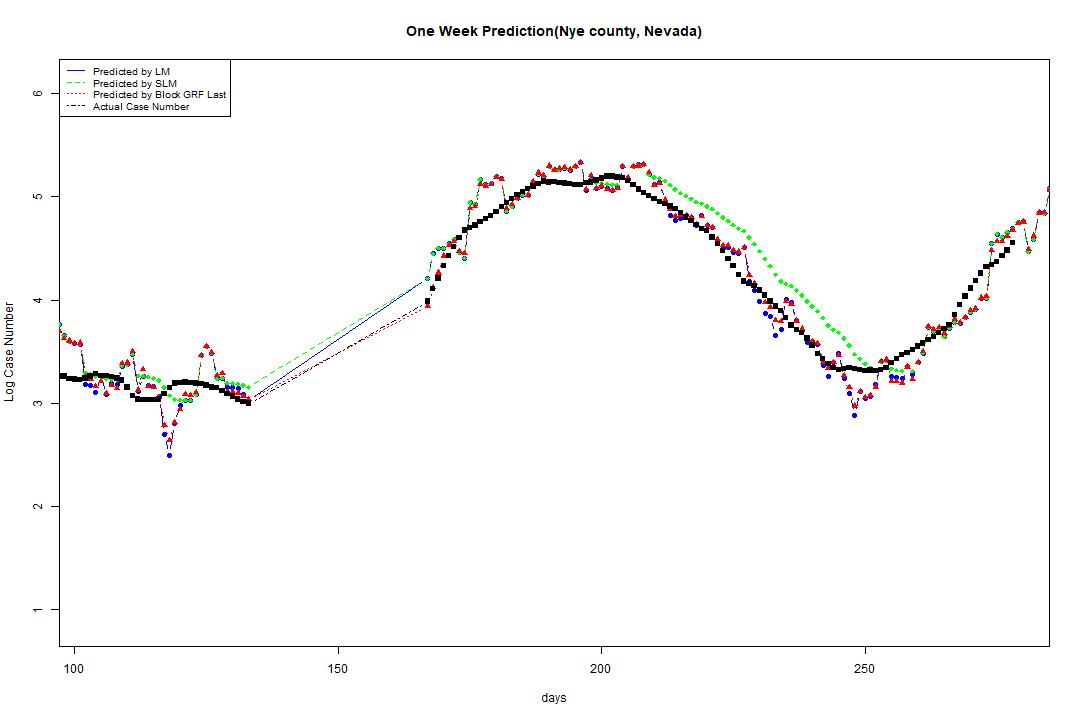 One Week Prediction(Nye county, Nevada)
Predicted by LM
Predicted by SLM
Predicted by Block GRF Last
Actual Case Number
6
5
4
3
2
1
Log Case Number
100 150 200 250
days